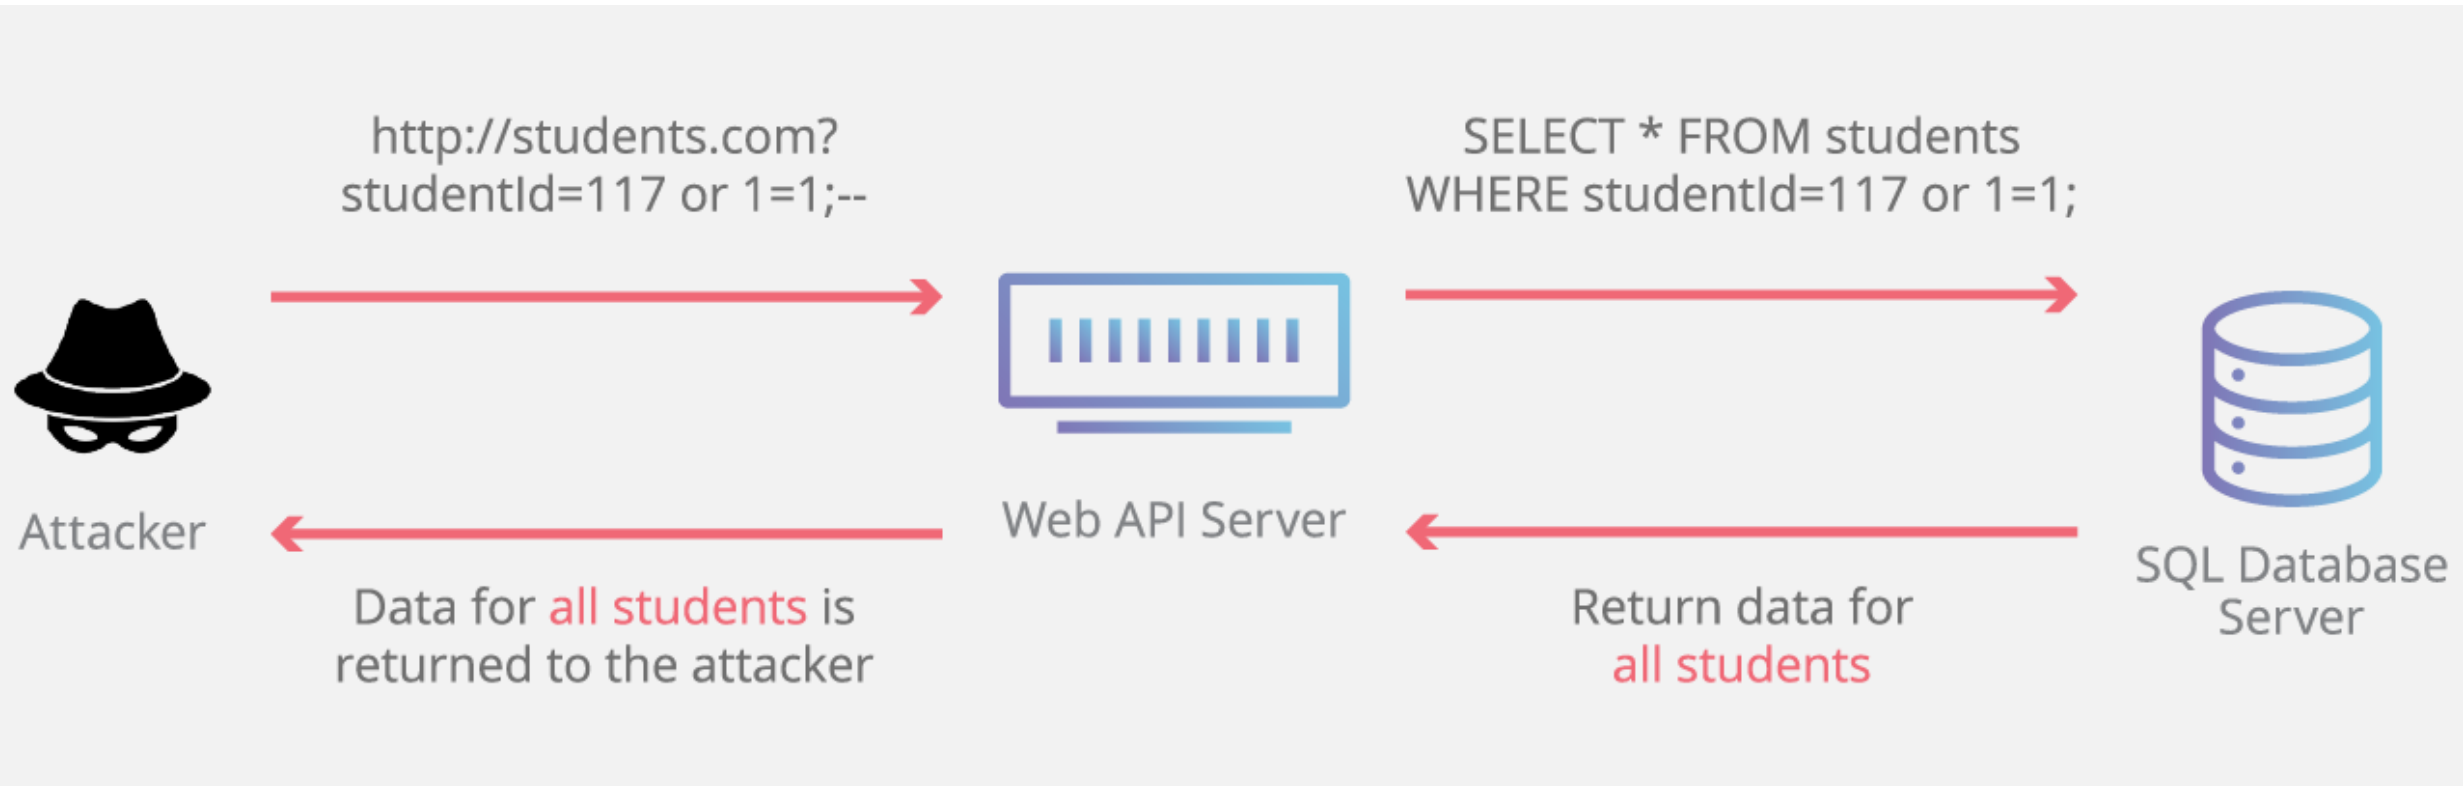 http://students.com?
studentId=117 or 1=1;--
SELECT * FROM students
WHERE studentId=117 or 1=1;
Attacker
Web API Server
SQL Database
Server
Data for all students is
returned to the attacker
Return data for
all students